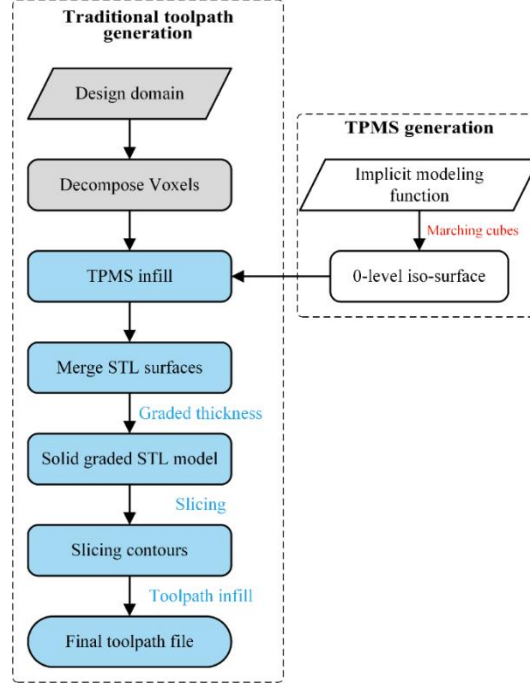 Traditional toolpath
generation
Design domain
Decompose Voxels
TPMS infill
Merge STL surfaces
Graded thickness
Solid graded STL model
Slicing
Slicing contours
Toolpath infill
Final toolpath file
TPMS generation
Implicit modeling
function
Marching cubes
0-level iso-surface